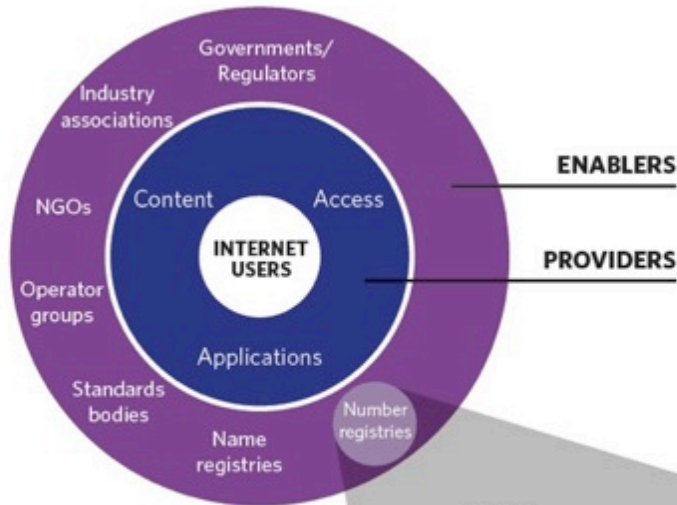 Governments/
Regulators
Industry
associations
NGOs
Operator
groups
Standards
bodies
Name
registries
Number
registries
Content
Access
Applications
INTERNET
USERS
ENABLERS
PROVIDERS